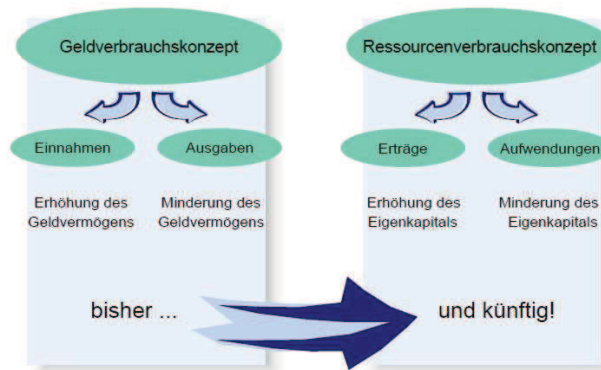 Geldverbrauchskonzept
Einnahmen
Ausgaben
Erhöhung des
Geldvermögens
Minderung des
Geldvermögens
bisher ...
Ressourcenverbrauchskonzept
Erträge
Aufwendungen
Erhöhung des
Eigenkapitals
Minderung des
Eigenkapitals
und künftig!